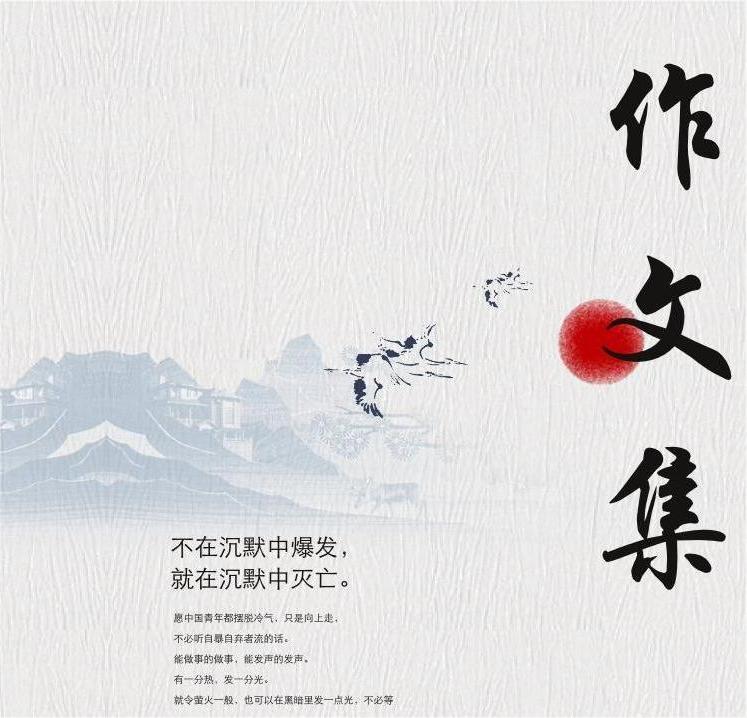 作文集
不在沉默中爆发，
就在沉默中灭亡。
愿中国青年都摆脱冷气，只是向上走，
不必听自暴自弃者流的话。
能做事的做事，能发声的发声。
有一分热，发一分光。
就令萤火一般，也可以在黑暗里发一点光，不必等